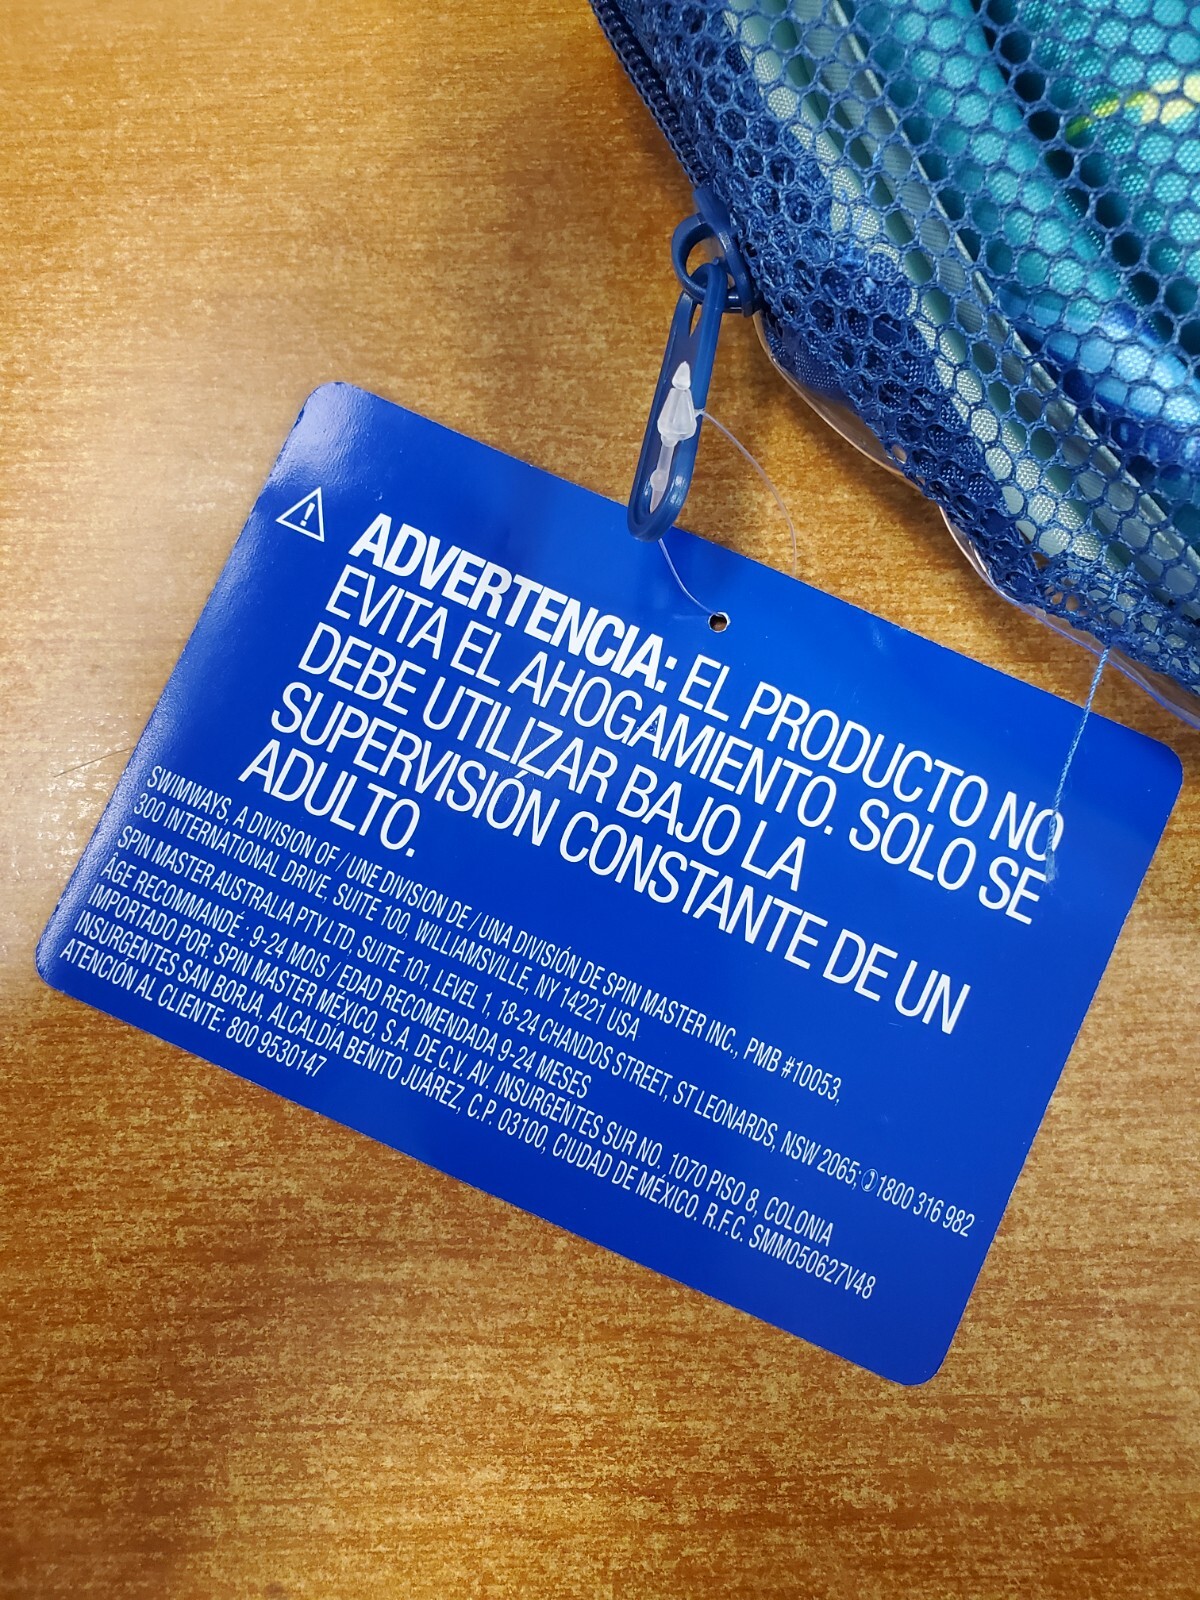 ADVERTENCIA: EL PRODUCTO NO
EVITA EL AHOGAMIENTO. SOLO SE
DEBE UTILIZAR BAJO LA
SUPERVISIÓN CONSTANTE DE UN
ADULTO.
SWIMWAYS, A DIVISION OF / UNE DIVISION DE / UNA DIVISIÓN DE SPIN MASTER INC., PMB #10053,
300 INTERNATIONAL DRIVE, SUITE 100, WILLIAMSVILLE, NY 14221 USA
SPIN MASTER AUSTRALIA PTY LTD, SUITE 101, LEVEL 1, 18-24 CHANDOS STREET, ST LEONARDS, NSW 2065; 1800 316 982
ÂGE RECOMMANDÉ : 9-24 MOIS / EDAD RECOMENDADA 9-24 MESES
IMPORTADO POR: SPIN MASTER MÉXICO, S.A. DE C.V. AV. INSURGENTES SUR NO. 1070 PISO 8, COLONIA
INSURGENTES SAN BORJA, ALCALDÍA BENITO JUÁREZ, C.P. 03100, CIUDAD DE MÉXICO. R.F.C. SMM050627V48
ATENCIÓN AL CLIENTE: 800 9530147